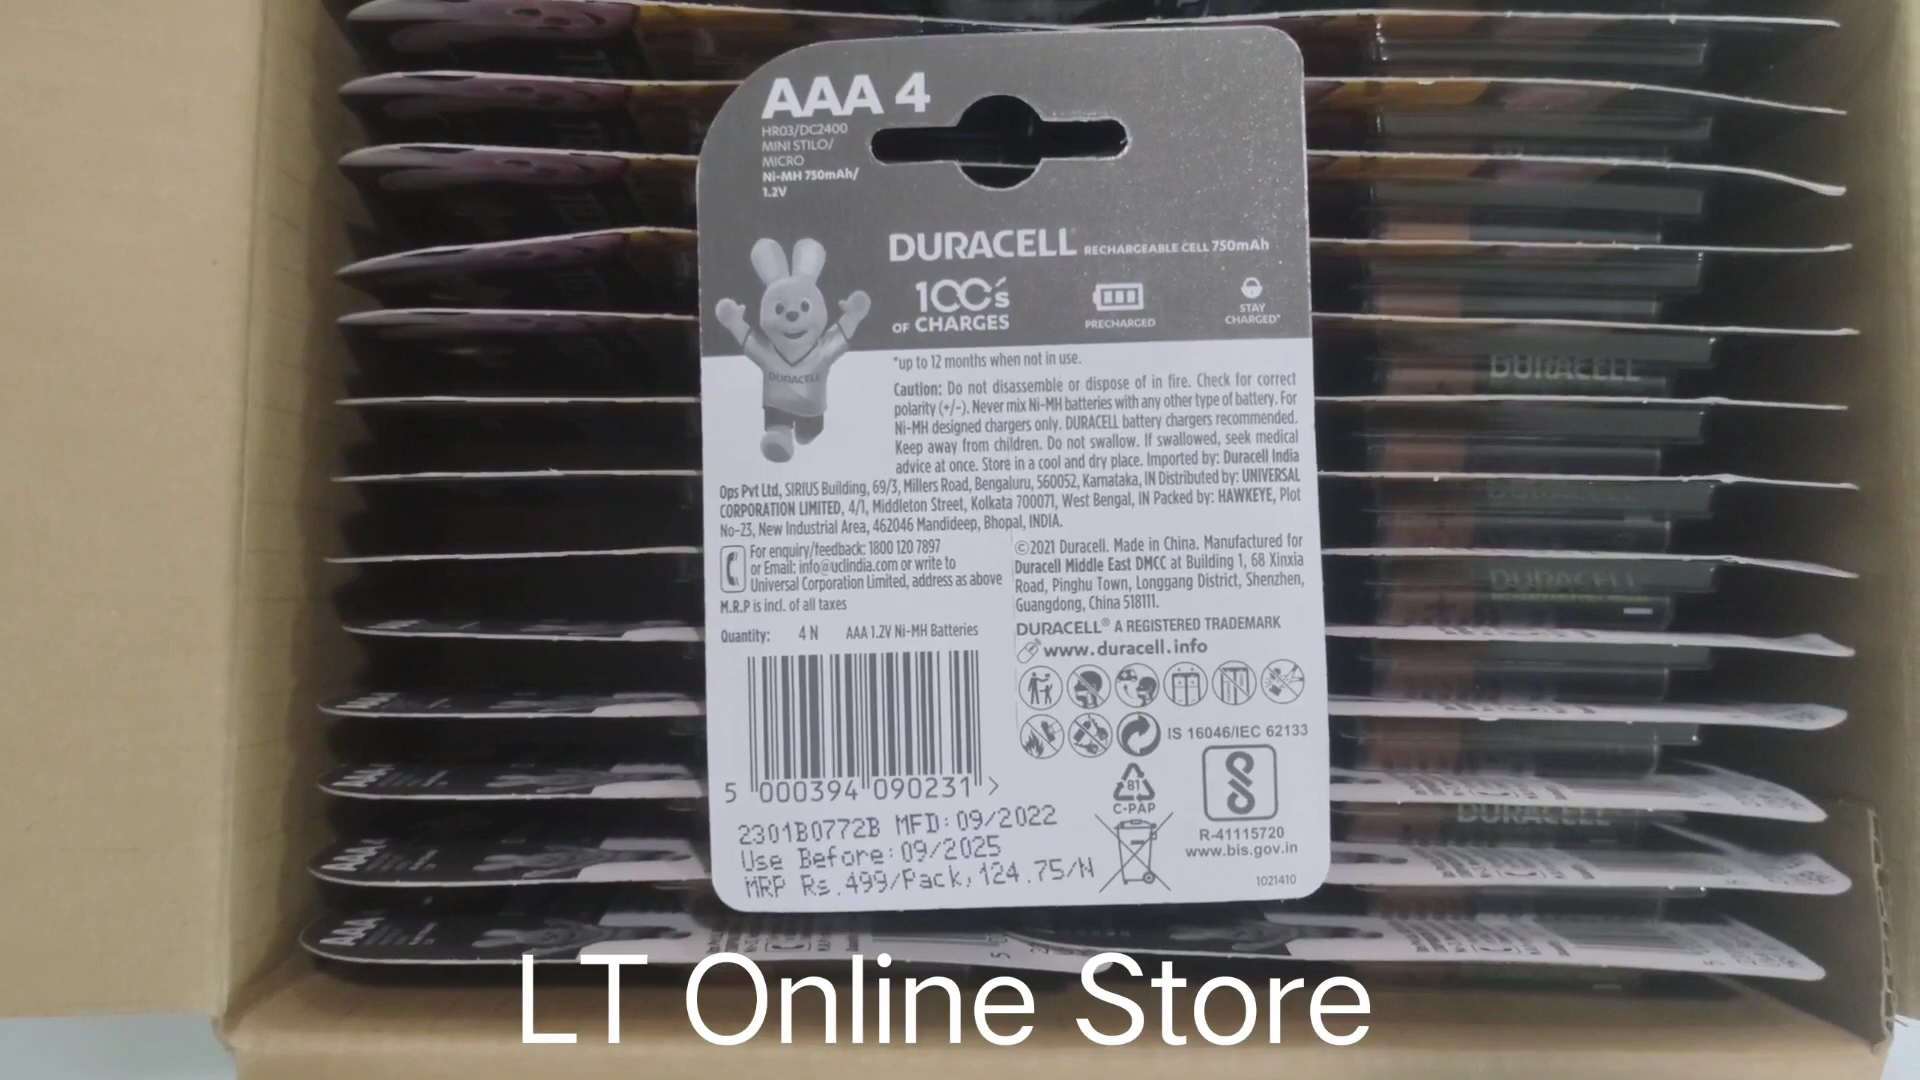 AAA 4
HR03/DC2400
MINI STILO/
MICRO
Ni-MH 750mAh/
1.2V
DURACELL RECHARGEABLE CELL 750mAh
100's
OF CHARGES
PRECHARGED
STAY
CHARGED*
DURACELL
*up to 12 months when not in use.
Caution: Do not disassemble or dispose of in fire. Check for correct
polarity (+/-). Never mix Ni-MH batteries with any other type of battery. For
Ni-MH designed chargers only. DURACELL battery chargers recommended.
Keep away from children. Do not swallow. If swallowed, seek medical
advice at once. Store in a cool and dry place. Imported by: Duracell India
Ops Pvt Ltd, SIRIUS Building, 69/3, Millers Road, Bengaluru, 560052, Karnataka, IN Distributed by: UNIVERSAL
CORPORATION LIMITED, 4/1, Middleton Street, Kolkata 700071, West Bengal, IN Packed by: HAWKEYE, Plot
No-23, New Industrial Area, 462046 Mandideep, Bhopal, INDIA.
For enquiry/feedback: 1800 120 7897
or Email: info@uclindia.com or write to
Universal Corporation Limited, address as above
M.R.P is incl. of all taxes
Quantity: 4 N AAA 1.2V Ni-MH Batteries
©2021 Duracell. Made in China. Manufactured for
Duracell Middle East DMCC at Building 1, 68 Xinxia
Road, Pinghu Town, Longgang District, Shenzhen,
Guangdong, China 518111.
DURACELL® A REGISTERED TRADEMARK
www.duracell.info
IS 16046/IEC 62133
81
C-PAP
R-41115720
www.bis.gov.in
1021410
5 000394 090231 >
2301B0772B MFD:09/2022
Use Before:09/2025
MRP Rs.499/Pack,124.75/N
DURACELL
DURACELL
DURACELL
DURACELL
AAA
AAA
AAA
LT Online Store